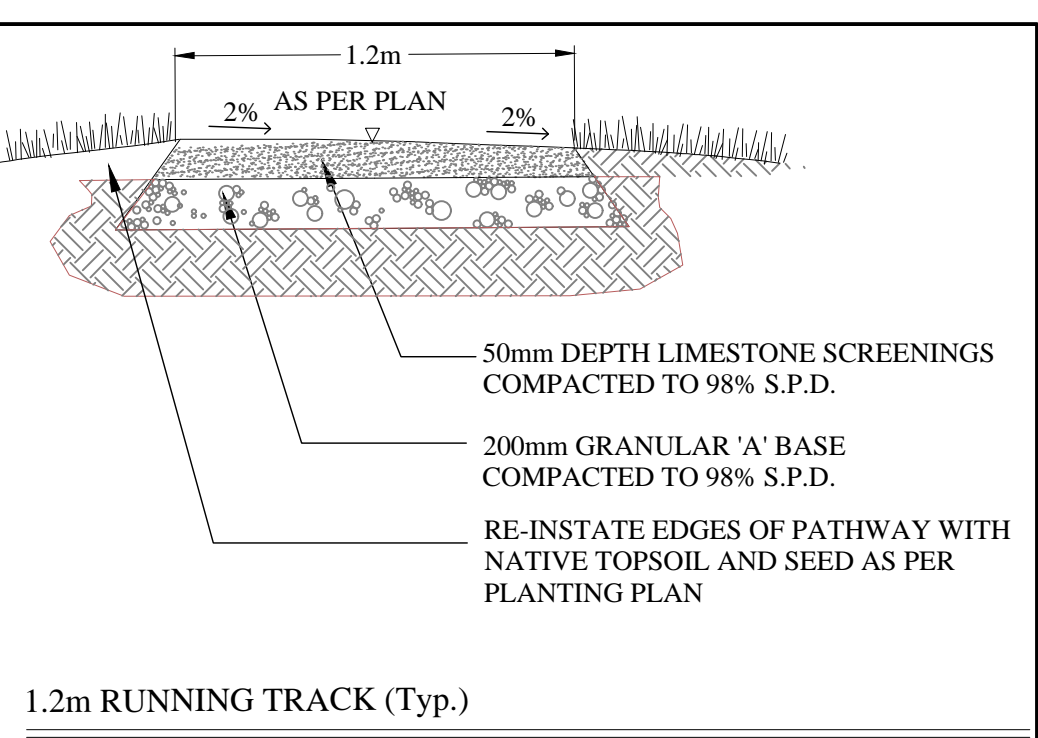 1.2m
AS PER PLAN
2%
2%
50mm DEPTH LIMESTONE SCREENINGS
COMPACTED TO 98% S.P.D.
200mm GRANULAR 'A' BASE
COMPACTED TO 98% S.P.D.
RE-INSTATE EDGES OF PATHWAY WITH
NATIVE TOPSOIL AND SEED AS PER
PLANTING PLAN
1.2m RUNNING TRACK (Typ.)